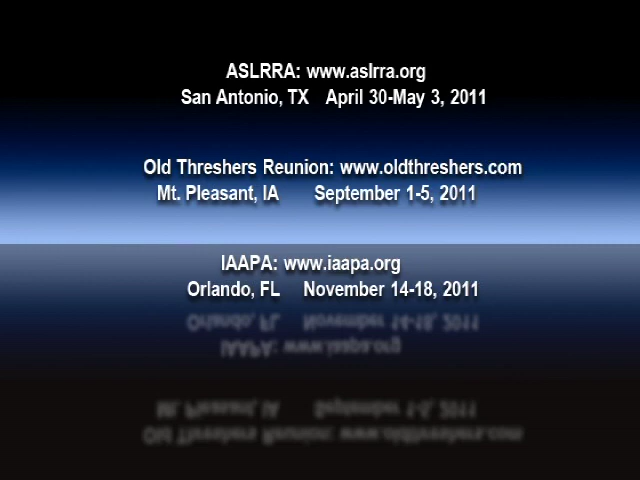 ASLRRA: www.aslrra.org
San Antonio, TX April 30-May 3, 2011
Old Threshers Reunion: www.oldthreshers.com
Mt. Pleasant, IA September 1-5, 2011
IAAPA: www.iaapa.org
Orlando, FL November 14-18, 2011